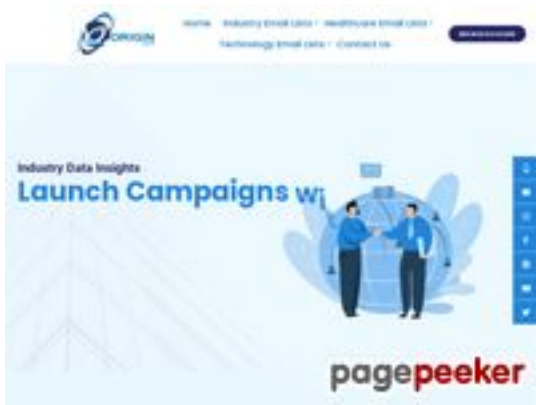 ORIGIN
Home Industry Email Lists Healthcare Email Lists
Technology Email Lists Contact Us
Industry Data Insights
Launch Campaigns Wi
pagepeeker